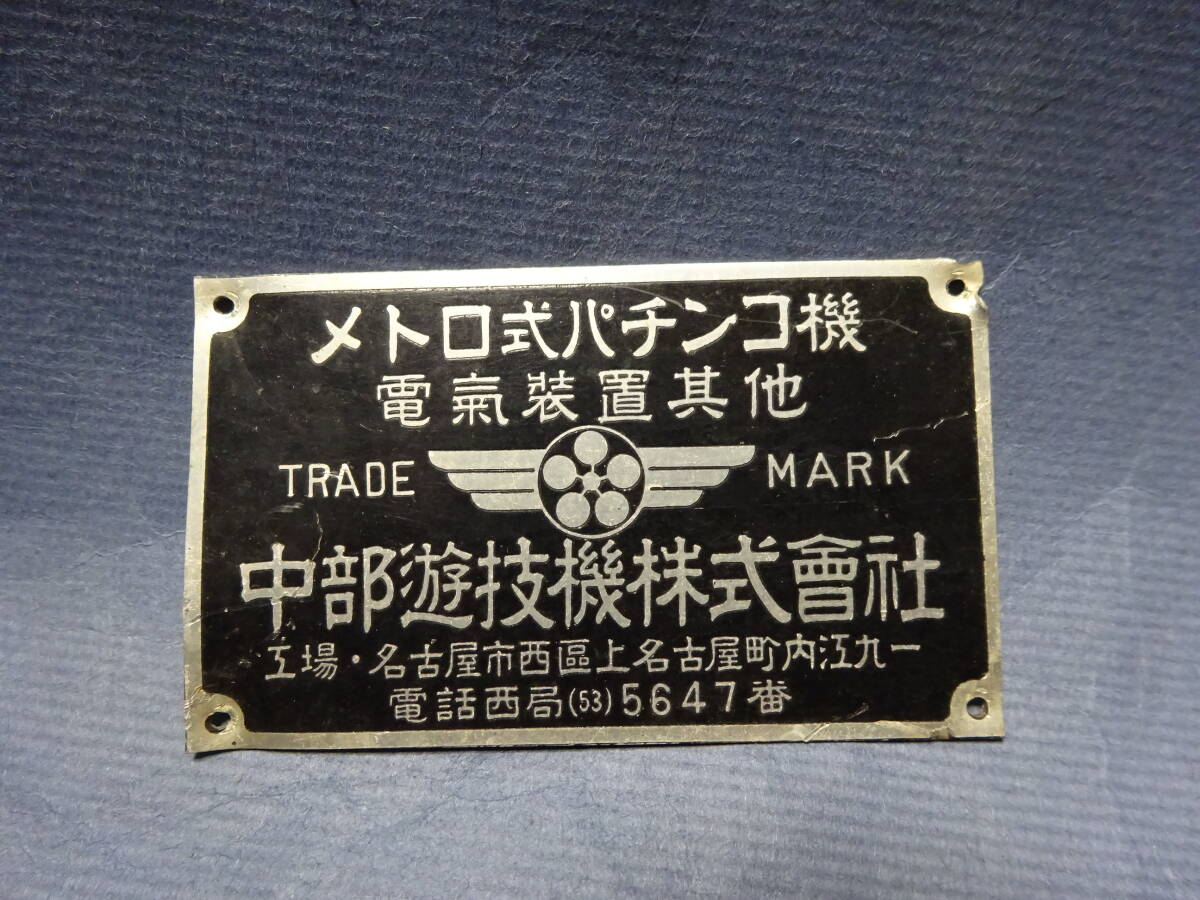 メトロ式パチンコ機
電氣裝置其他
TRADE MARK
中部遊技機株式會社
工場・名古屋市西區上名古屋町内江九一
電話西局(53)5647番